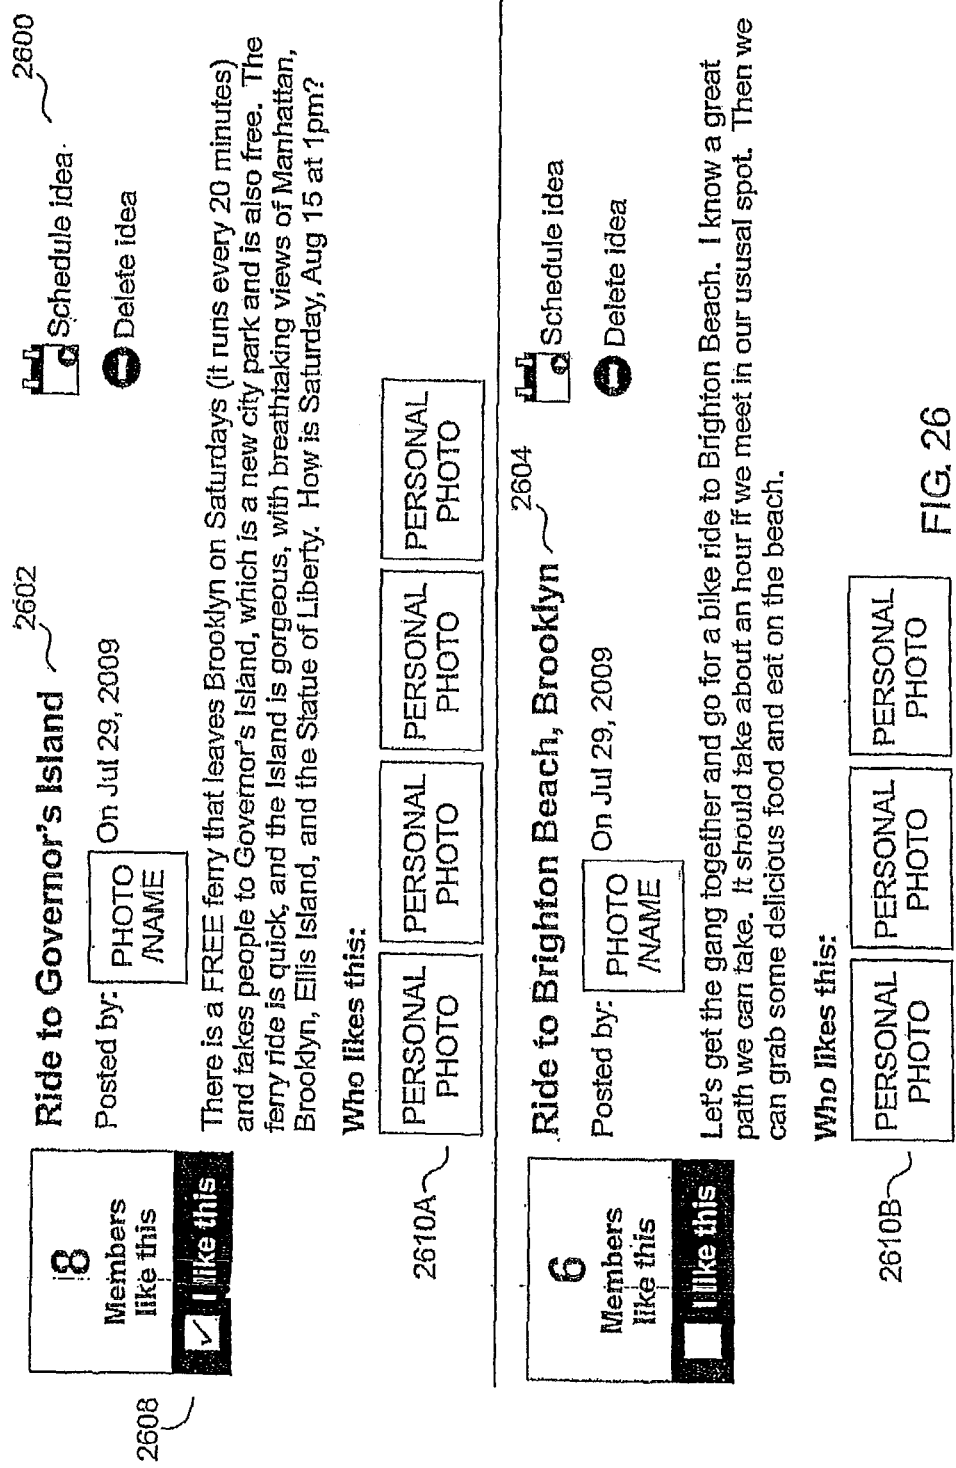 2600
2602
8
Members
like this
I like this
2608
Ride to Governor's Island
Schedule idea
Posted by: PHOTO
/NAME
On Jul 29, 2009
Delete idea
There is a FREE ferry that leaves Brooklyn on Saturdays (it runs every 20 minutes)
and takes people to Governor's Island, which is a new city park and is also free. The
ferry ride is quick, and the Island is gorgeous, with breathtaking views of Manhattan,
Brooklyn, Ellis Island, and the Statue of Liberty. How is Saturday, Aug 15 at 1pm?
Who likes this:
2610A
PERSONAL
PHOTO
PERSONAL
PHOTO
PERSONAL
PHOTO
PERSONAL
PHOTO
2604
6
Members
like this
I like this
Ride to Brighton Beach, Brooklyn
Schedule idea
Posted by: PHOTO
/NAME
On Jul 29, 2009
Delete idea
Let's get the gang together and go for a bike ride to Brighton Beach. I know a great
path we can take. It should take about an hour if we meet in our ususal spot. Then we
can grab some delicious food and eat on the beach.
Who likes this:
2610B
PERSONAL
PHOTO
PERSONAL
PHOTO
PERSONAL
PHOTO
FIG. 26